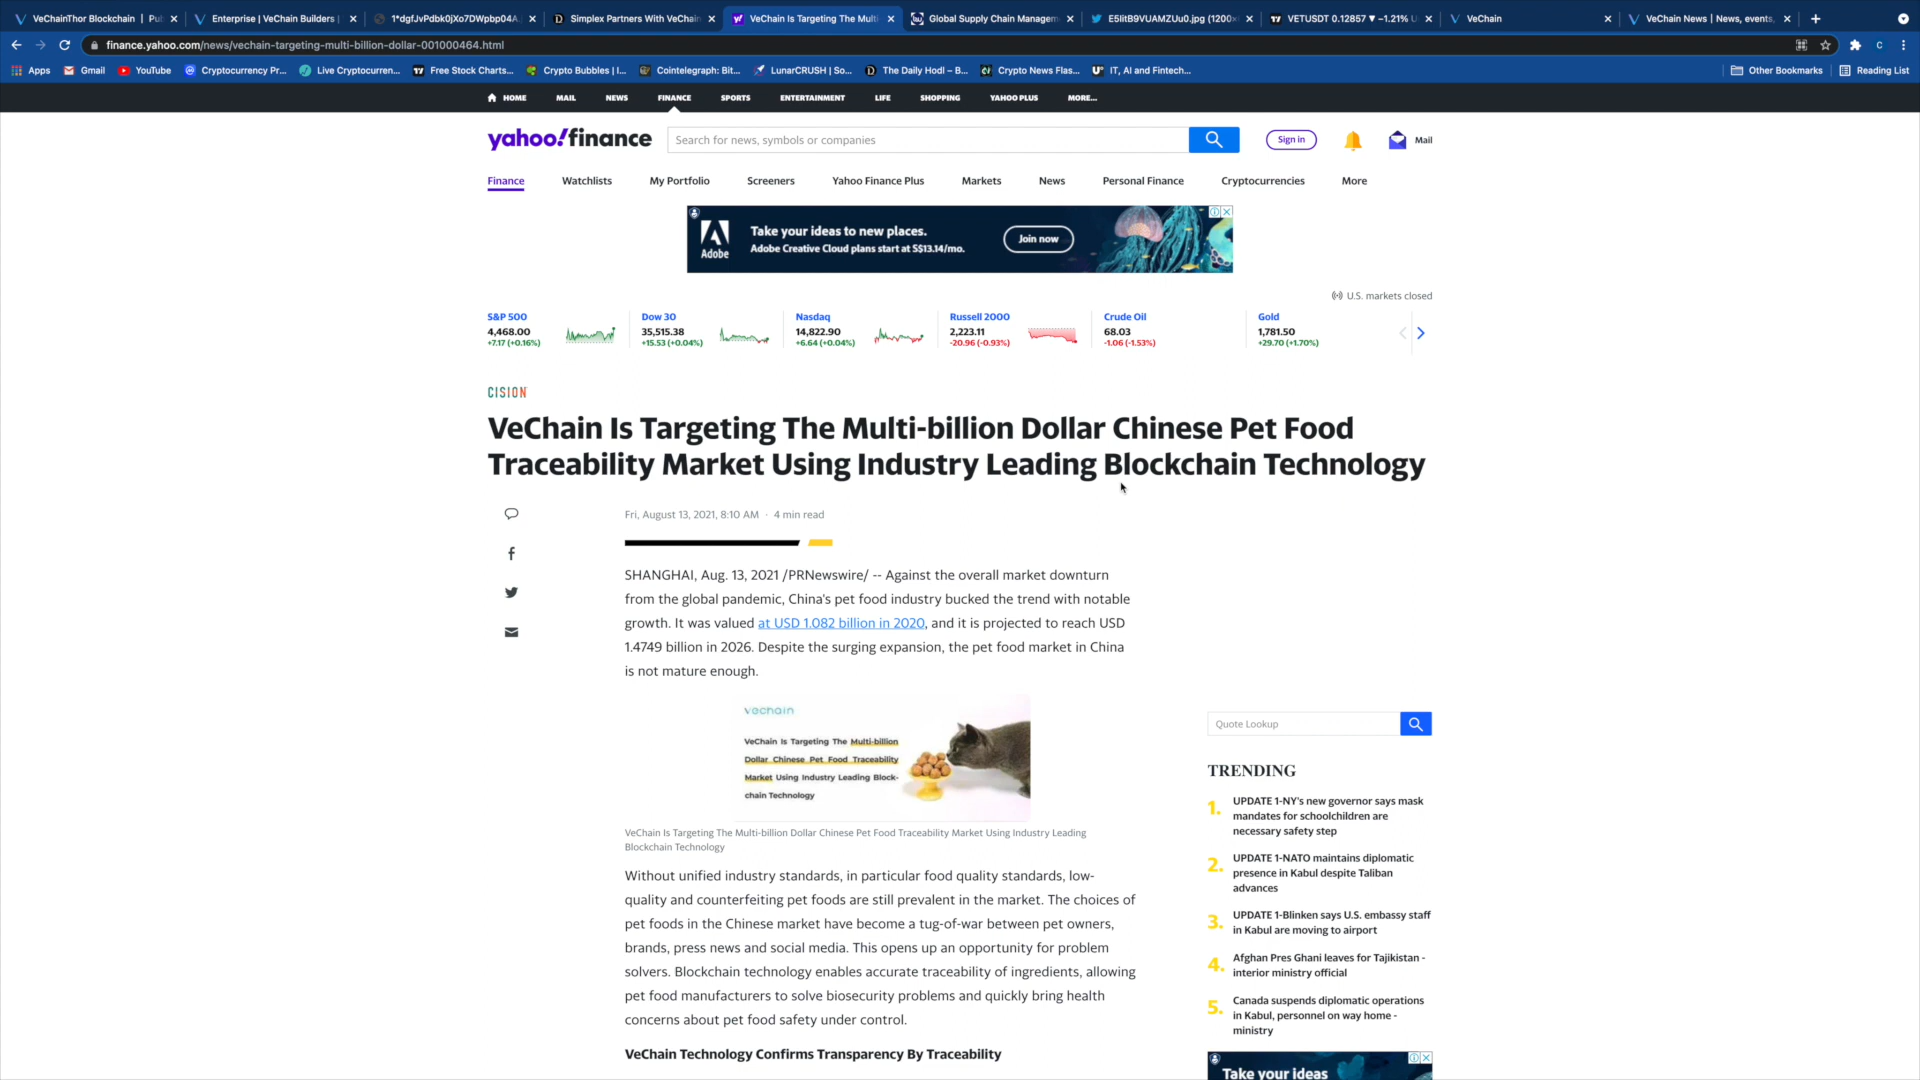 VeChainThor Blockchain | Pu
Enterprise | VeChain Builders |
1*dgfJvPdbk0jXo7DWpbp04A.
Simplex Partners With VeChain
VeChain Is Targeting The Multi
Global Supply Chain Managem
E5IitB9VUAMZUu0.jpg (1200×
VETUSDT 0.12857 ▼ −1.21% U
VeChain
VeChain News | News, events,
finance.yahoo.com/news/vechain-targeting-multi-billion-dollar-001000464.html
Apps
Gmail
YouTube
Cryptocurrency Pr...
Live Cryptocurren...
Free Stock Charts...
Crypto Bubbles | I...
Cointelegraph: Bit...
LunarCRUSH | So...
The Daily Hodl – B...
Crypto News Flas...
IT, AI and Fintech...
Other Bookmarks
Reading List
HOME
MAIL
NEWS
FINANCE
SPORTS
ENTERTAINMENT
LIFE
SHOPPING
YAHOO PLUS
MORE...
yahoo!finance
Search for news, symbols or companies
Sign in
Mail
Finance
Watchlists
My Portfolio
Screeners
Yahoo Finance Plus
Markets
News
Personal Finance
Cryptocurrencies
More
Adobe
Take your ideas to new places.
Adobe Creative Cloud plans start at S$13.14/mo.
Join now
U.S. markets closed
S&P 500
4,468.00
+7.17 (+0.16%)
Dow 30
35,515.38
+15.53 (+0.04%)
Nasdaq
14,822.90
+6.64 (+0.04%)
Russell 2000
2,223.11
-20.96 (-0.93%)
Crude Oil
68.03
-1.06 (-1.53%)
Gold
1,781.50
+29.70 (+1.70%)
CISION
VeChain Is Targeting The Multi-billion Dollar Chinese Pet Food
Traceability Market Using Industry Leading Blockchain Technology
Fri, August 13, 2021, 8:10 AM · 4 min read
SHANGHAI, Aug. 13, 2021 /PRNewswire/ -- Against the overall market downturn
from the global pandemic, China's pet food industry bucked the trend with notable
growth. It was valued at USD 1.082 billion in 2020, and it is projected to reach USD
1.4749 billion in 2026. Despite the surging expansion, the pet food market in China
is not mature enough.
vechain
VeChain Is Targeting The Multi-billion
Dollar Chinese Pet Food Traceability
Market Using Industry Leading Block-
chain Technology
VeChain Is Targeting The Multi-billion Dollar Chinese Pet Food Traceability Market Using Industry Leading
Blockchain Technology
Without unified industry standards, in particular food quality standards, low-
quality and counterfeiting pet foods are still prevalent in the market. The choices of
pet foods in the Chinese market have become a tug-of-war between pet owners,
brands, press news and social media. This opens up an opportunity for problem
solvers. Blockchain technology enables accurate traceability of ingredients, allowing
pet food manufacturers to solve biosecurity problems and quickly bring health
concerns about pet food safety under control.
VeChain Technology Confirms Transparency By Traceability
Quote Lookup
TRENDING
1. UPDATE 1-NY's new governor says mask
mandates for schoolchildren are
necessary safety step
2. UPDATE 1-NATO maintains diplomatic
presence in Kabul despite Taliban
advances
3. UPDATE 1-Blinken says U.S. embassy staff
in Kabul are moving to airport
4. Afghan Pres Ghani leaves for Tajikistan -
interior ministry official
5. Canada suspends diplomatic operations
in Kabul, personnel on way home -
ministry
Take your ideas